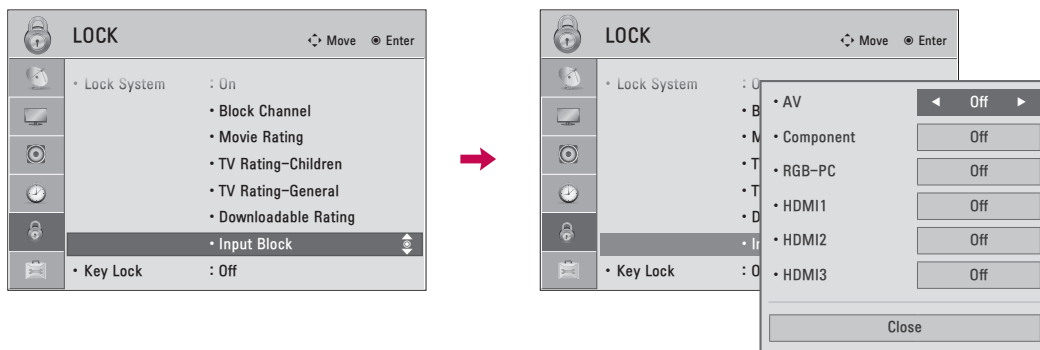 LOCK
Move
Enter
• Lock System : On
• Block Channel
• Movie Rating
• TV Rating-Children
• TV Rating-General
• Downloadable Rating
• Input Block
• Key Lock : Off
LOCK
Move
Enter
• Lock System : O
• B
• M
• T
• T
• D
• In
• Key Lock : O
• AV ◄ Off ►
• Component Off
• RGB-PC Off
• HDMI1 Off
• HDMI2 Off
• HDMI3 Off
Close